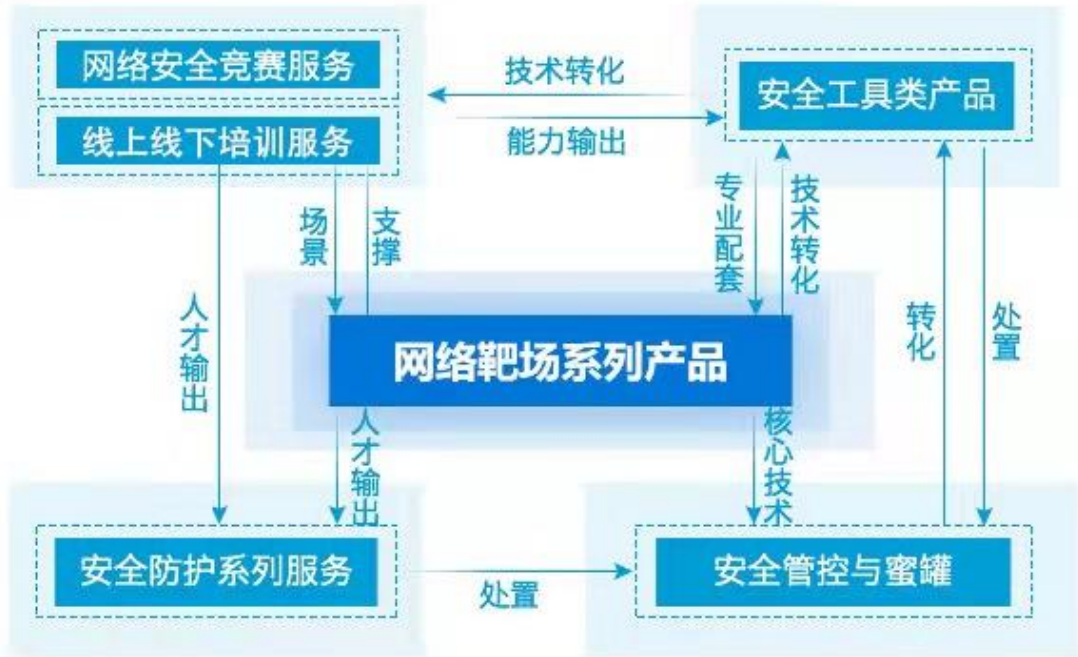 网络安全竞赛服务
线上线下培训服务
技术转化
能力输出
安全工具类产品
场景
支撑
专业配套
技术转化
人才输出
转化
处置
网络靶场系列产品
人才输出
核心技术
安全防护系列服务
处置
安全管控与蜜罐